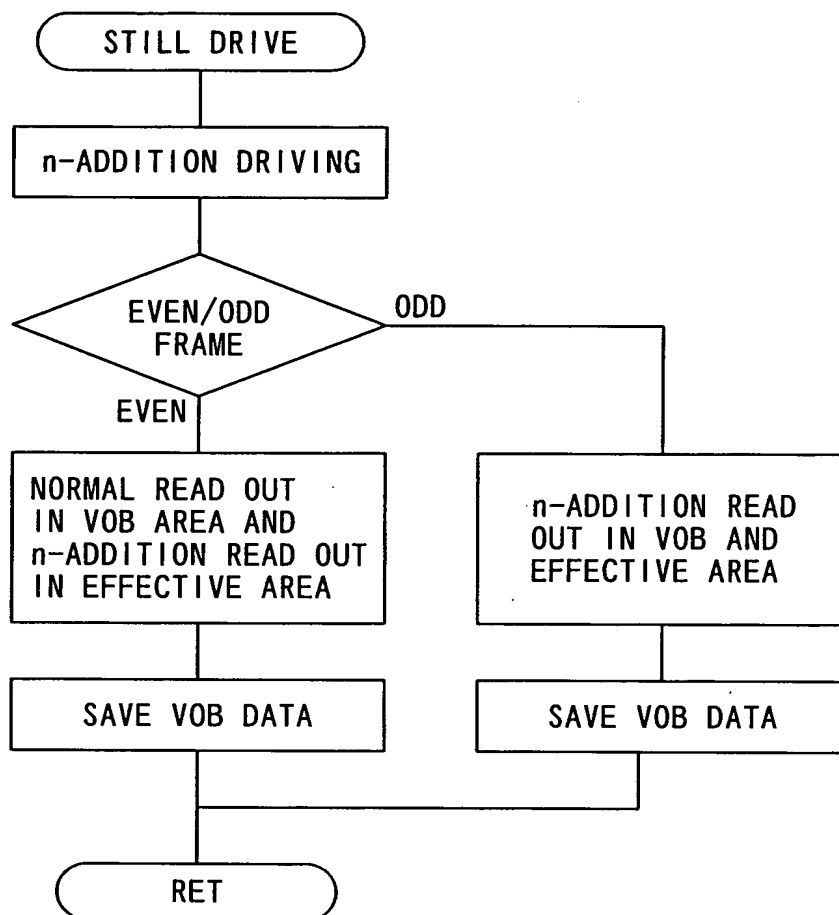 STILL DRIVE
n-ADDITION DRIVING
EVEN/ODD
FRAME
ODD
EVEN
NORMAL READ OUT
IN VOB AREA AND
n-ADDITION READ OUT
IN EFFECTIVE AREA
n-ADDITION READ
OUT IN VOB AND
EFFECTIVE AREA
SAVE VOB DATA
SAVE VOB DATA
RET